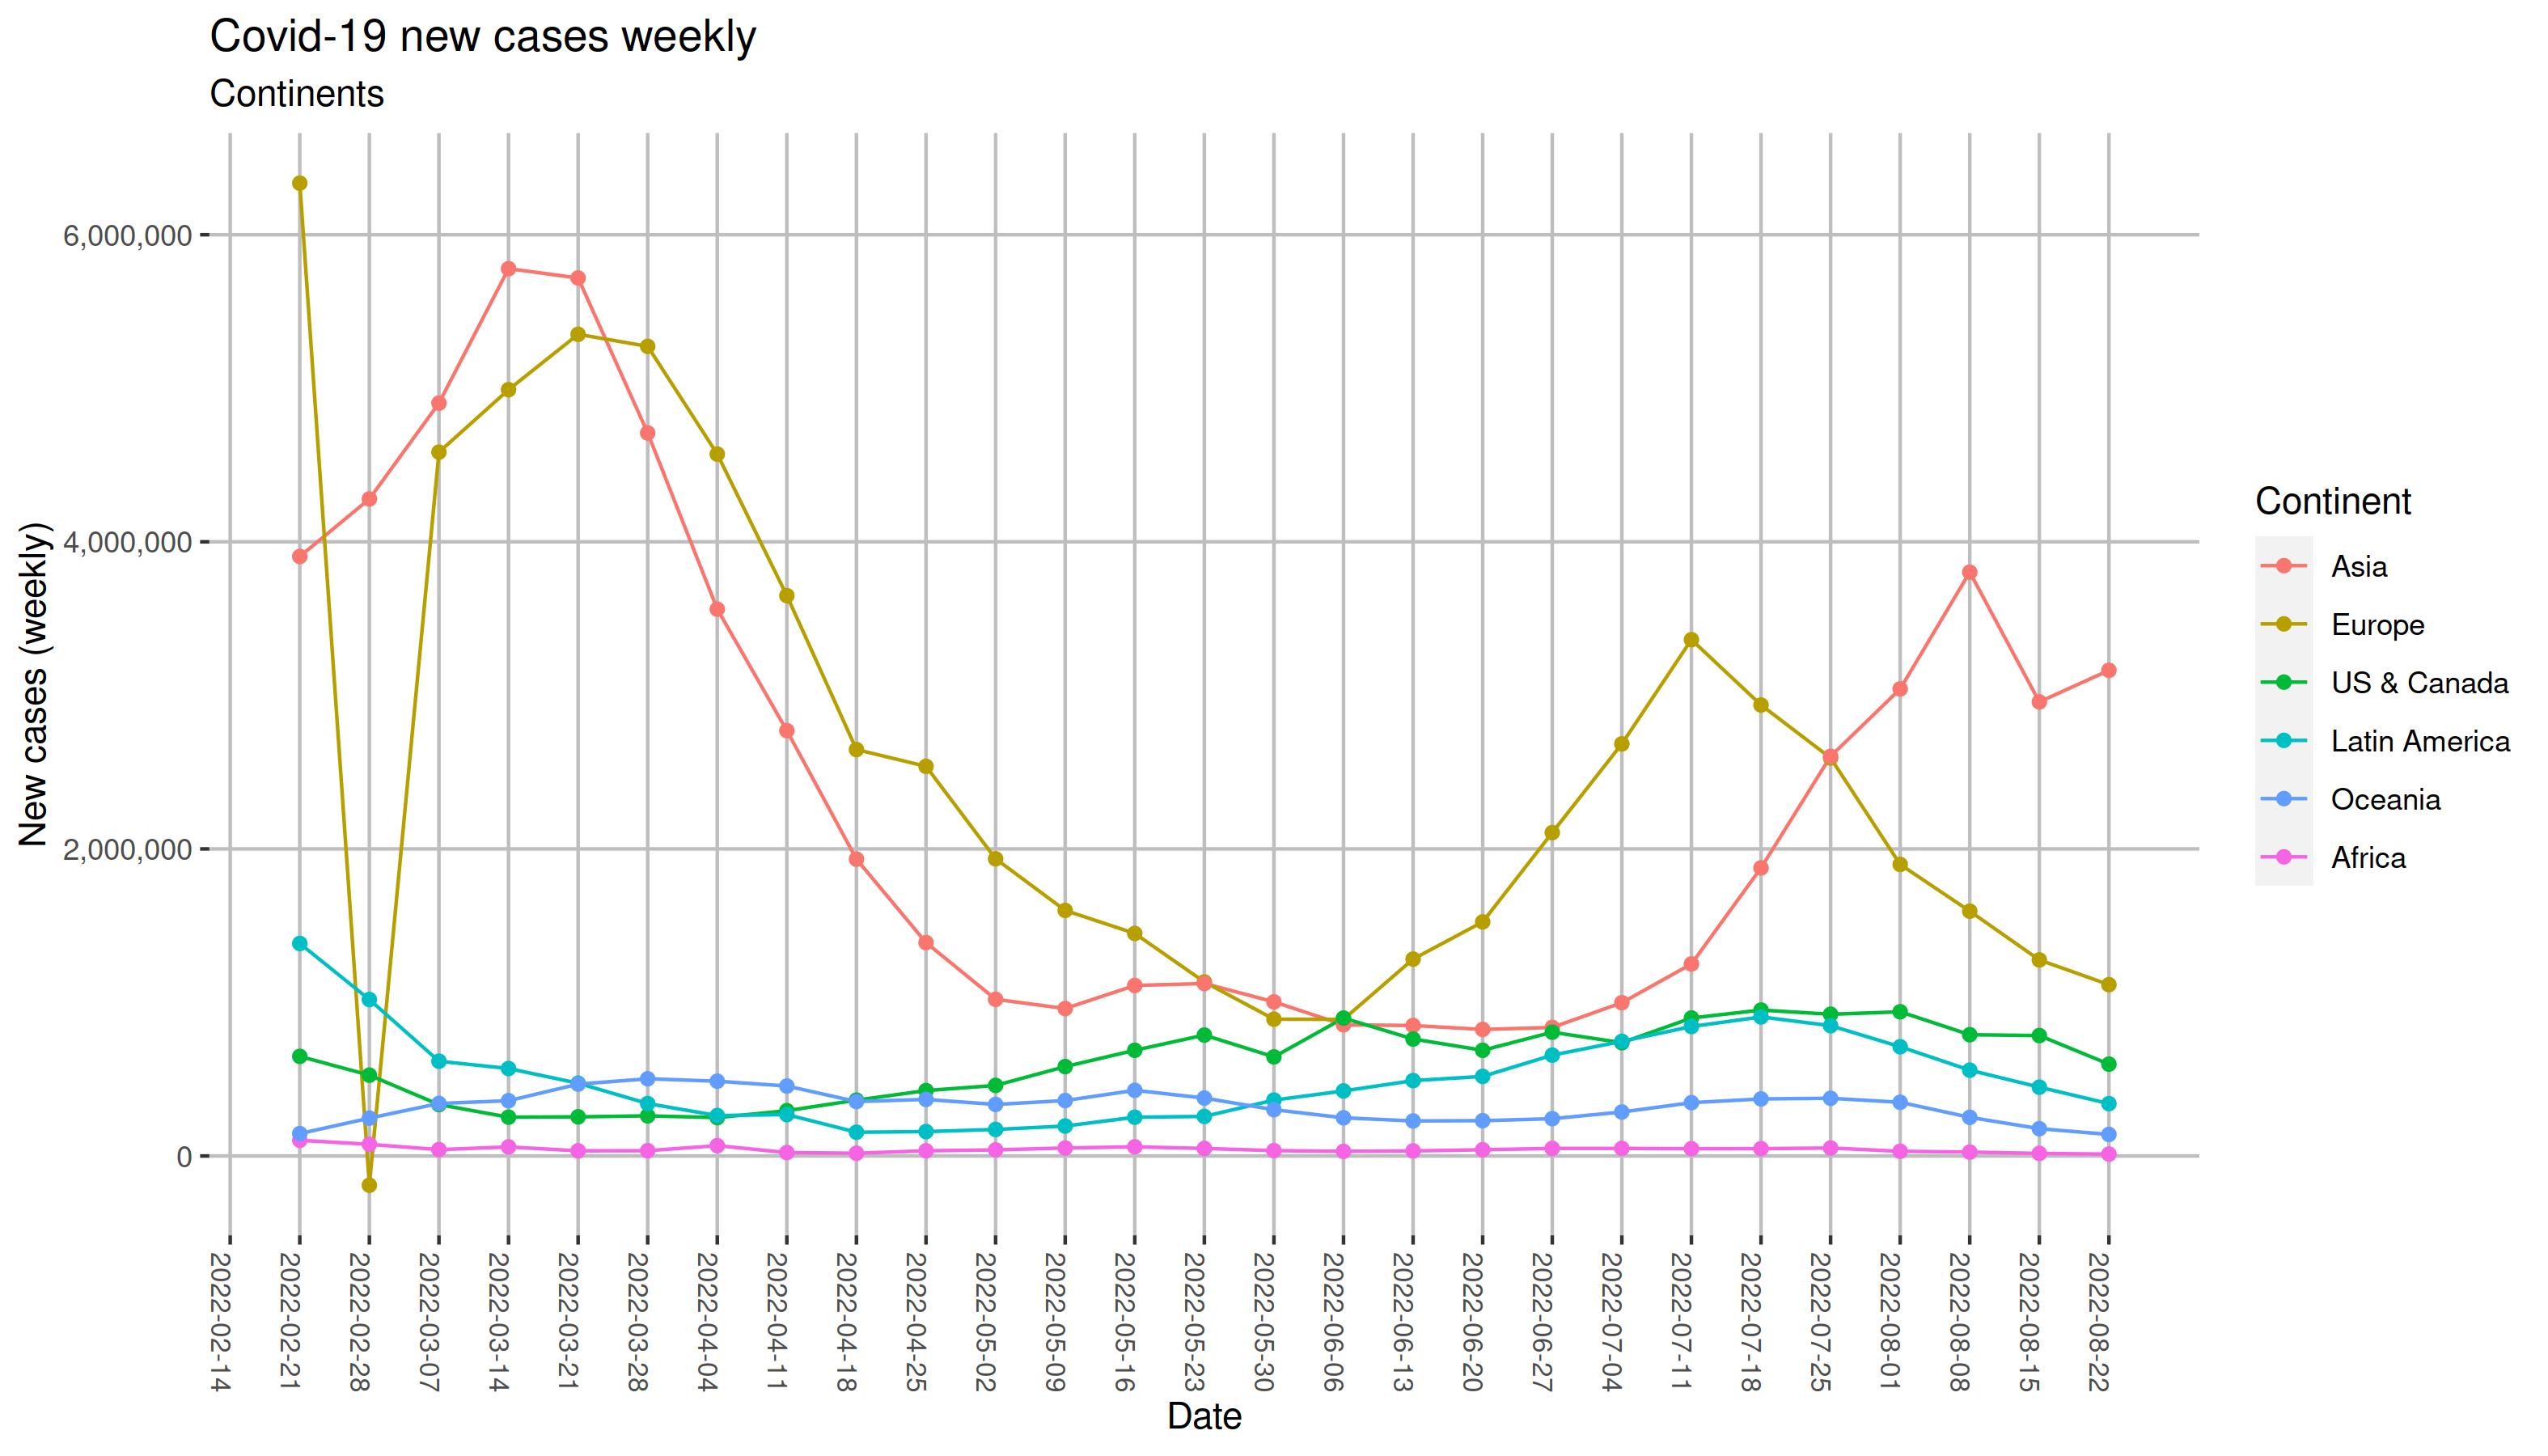 Covid-19 new cases weekly
Continents
New cases (weekly)
6,000,000
4,000,000
2,000,000
0
2022-02-14
2022-02-21
2022-02-28
2022-03-07
2022-03-14
2022-03-21
2022-03-28
2022-04-04
2022-04-11
2022-04-18
2022-04-25
2022-05-02
2022-05-09
2022-05-16
2022-05-23
2022-05-30
2022-06-06
2022-06-13
2022-06-20
2022-06-27
2022-07-04
2022-07-11
2022-07-18
2022-07-25
2022-08-01
2022-08-08
2022-08-15
2022-08-22
Date
Continent
Asia
Europe
US & Canada
Latin America
Oceania
Africa